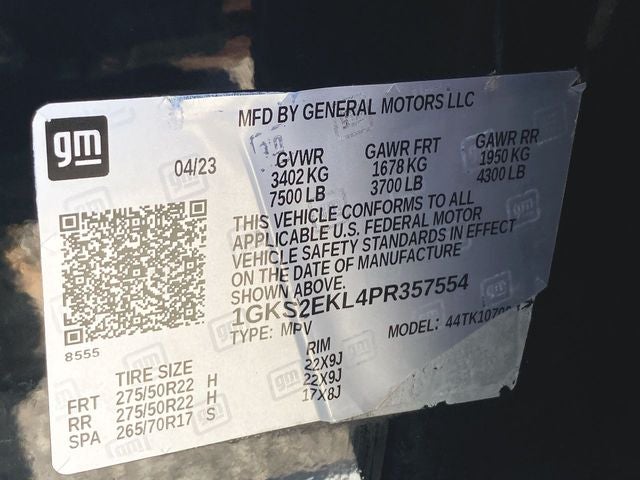 MFD BY GENERAL MOTORS LLC
gm
04/23
GVWR GAWR FRT GAWR RR
3402 KG 1678 KG 1950 KG
7500 LB 3700 LB 4300 LB
THIS VEHICLE CONFORMS TO ALL
APPLICABLE U.S. FEDERAL MOTOR
VEHICLE SAFETY STANDARDS IN EFFECT
ON THE DATE OF MANUFACTURE
SHOWN ABOVE.
1GKS2EKL4PR357554
TYPE: MPV MODEL:
8555
TIRE SIZE RIM
FRT 275/50R22 H 22X9J
RR 275/50R22 H 22X9J
SPA 265/70R17 S 17X8J